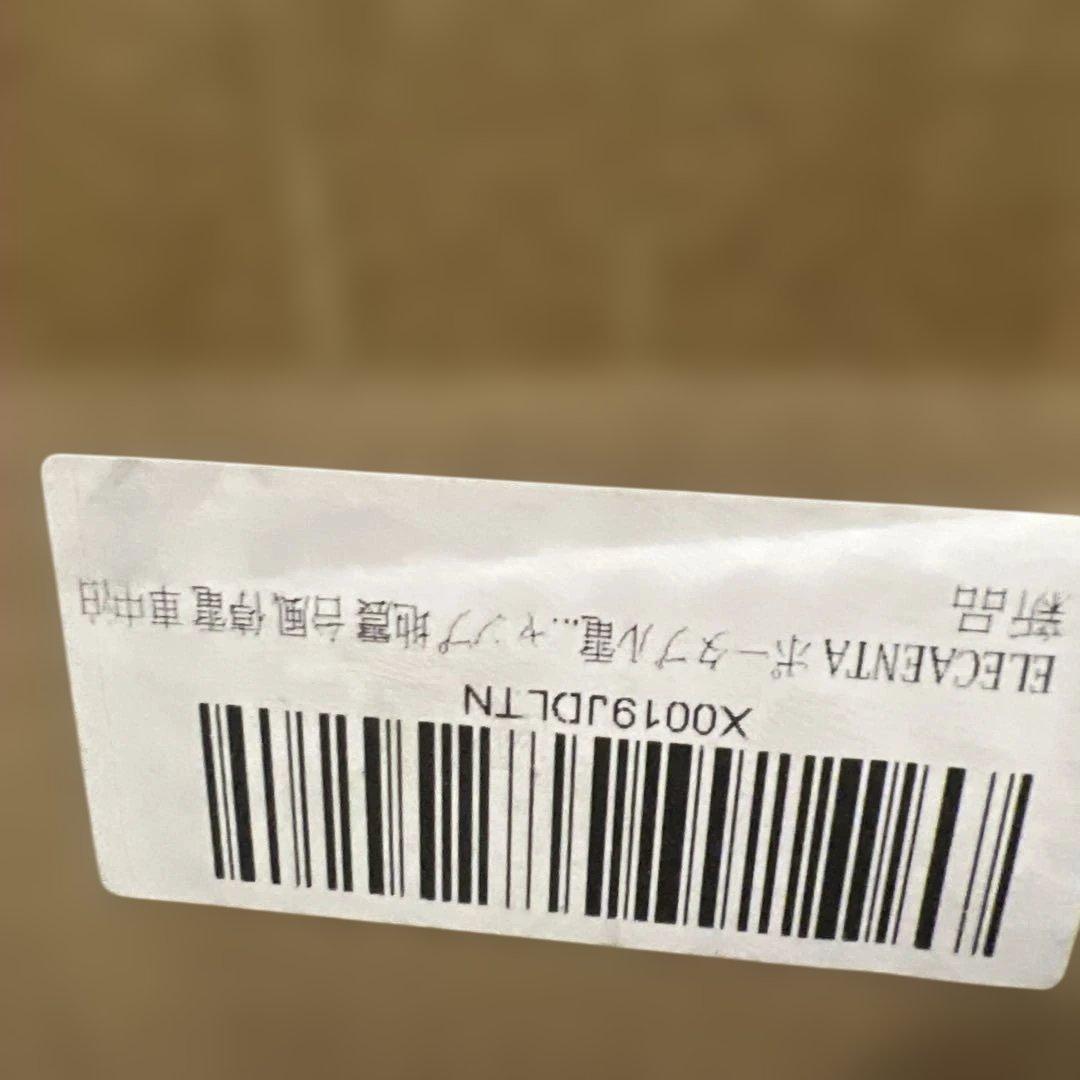 X0019JDLTN
ELECAENTA ポータブル電...ャンプ 地震 台風 停電 車中泊
新品